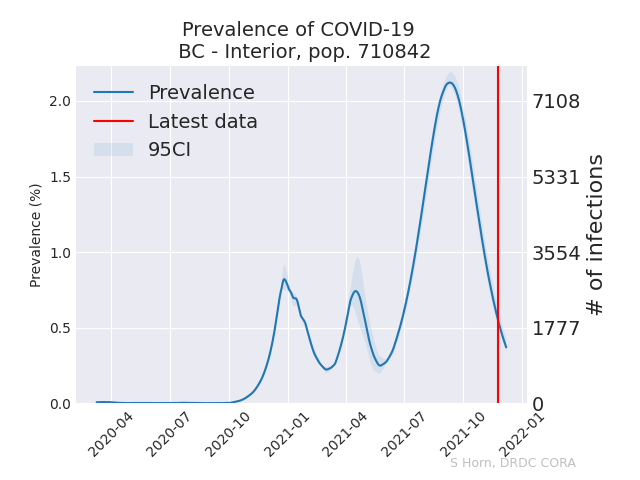 Prevalence of COVID-19
BC - Interior, pop. 710842
Prevalence
Latest data
95CI
Prevalence (%)
2.0
1.5
1.0
0.5
0.0
7108
5331
3554
1777
0
# of infections
2020-04
2020-07
2020-10
2021-01
2021-04
2021-07
2021-10
2022-01
S Horn, DRDC CORA